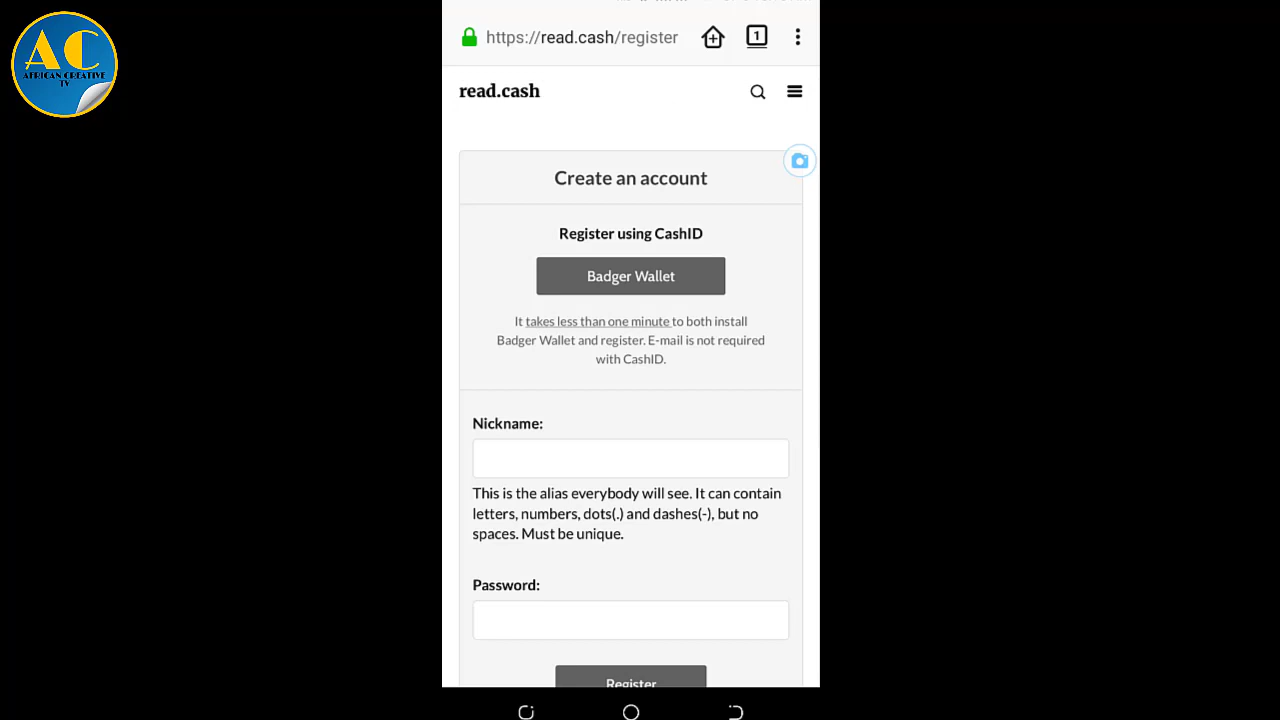 AC
AFRICAN CREATIVE
TV
https://read.cash/register
1
read.cash
Create an account
Register using CashID
Badger Wallet
It takes less than one minute to both install
Badger Wallet and register. E-mail is not required
with CashID.
Nickname:
This is the alias everybody will see. It can contain
letters, numbers, dots(.) and dashes(-), but no
spaces. Must be unique.
Password:
Register